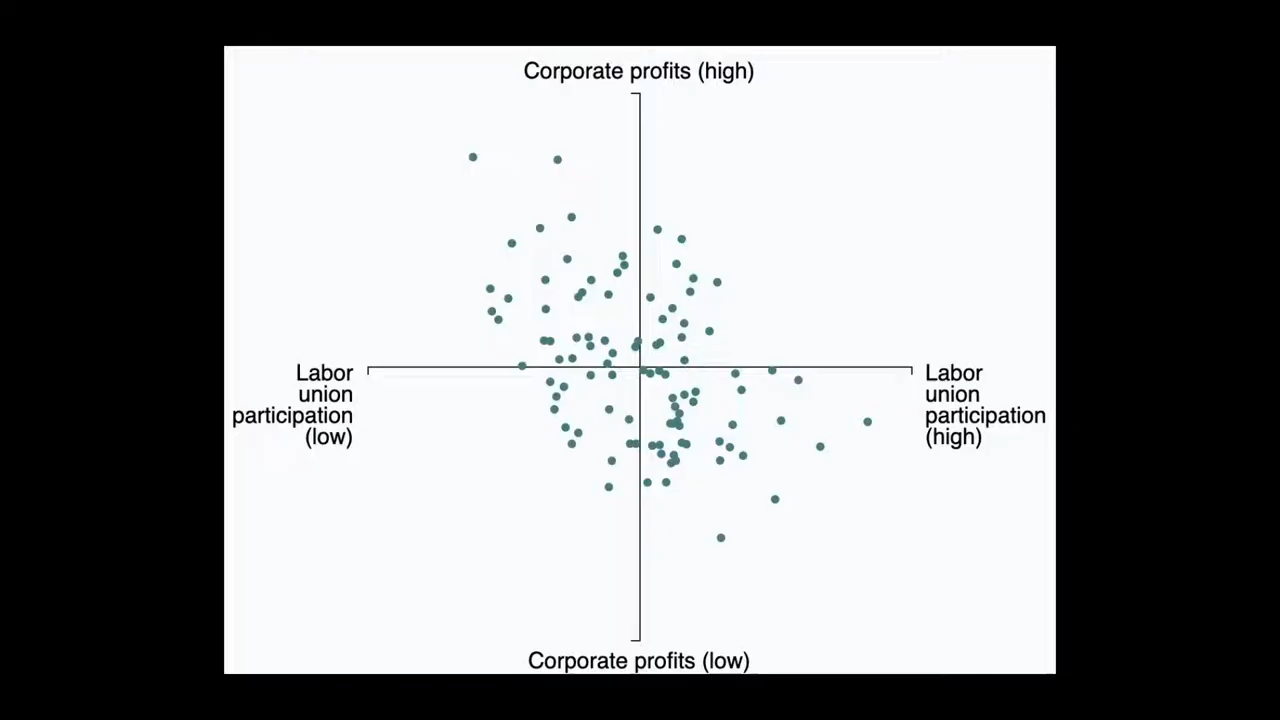 Corporate profits (high)
Labor
union
participation
(low)
Labor
union
participation
(high)
Corporate profits (low)